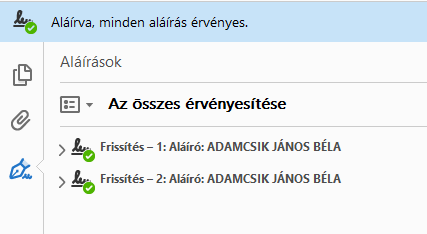 Aláírva, minden aláírás érvényes.
Aláírások
Az összes érvényesítése
Frissítés – 1: Aláíró: ADAMCSIK JÁNOS BÉLA
Frissítés – 2: Aláíró: ADAMCSIK JÁNOS BÉLA